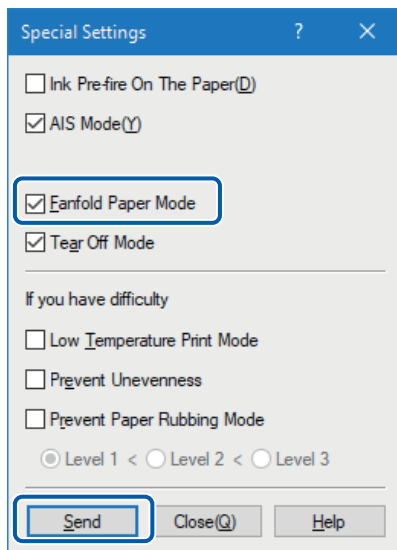 Special Settings ? ×
Ink Pre-fire On The Paper(D)
AIS Mode(Y)
Fanfold Paper Mode
Tear Off Mode
If you have difficulty
Low Temperature Print Mode
Prevent Unevenness
Prevent Paper Rubbing Mode
Level 1 < Level 2 < Level 3
Send Close(Q) Help